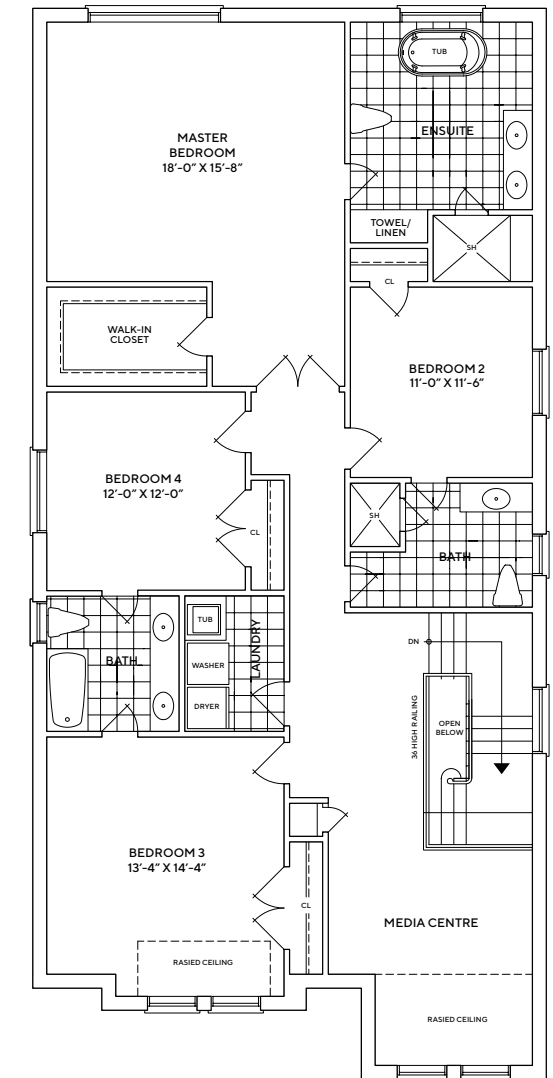 TUB
MASTER
BEDROOM
18'-0" X 15'-8"
ENSUITE
TOWEL/
LINEN
SH
CL
WALK-IN
CLOSET
BEDROOM 2
11'-0" X 11'-6"
BEDROOM 4
12'-0" X 12'-0"
SH
CL
BATH
TUB
LAUNDRY
BATH
WASHER
DRYER
DN
36 HIGH RAILING
OPEN
BELOW
BEDROOM 3
13'-4" X 14'-4"
CL
MEDIA CENTRE
RASIED CEILING
RASIED CEILING